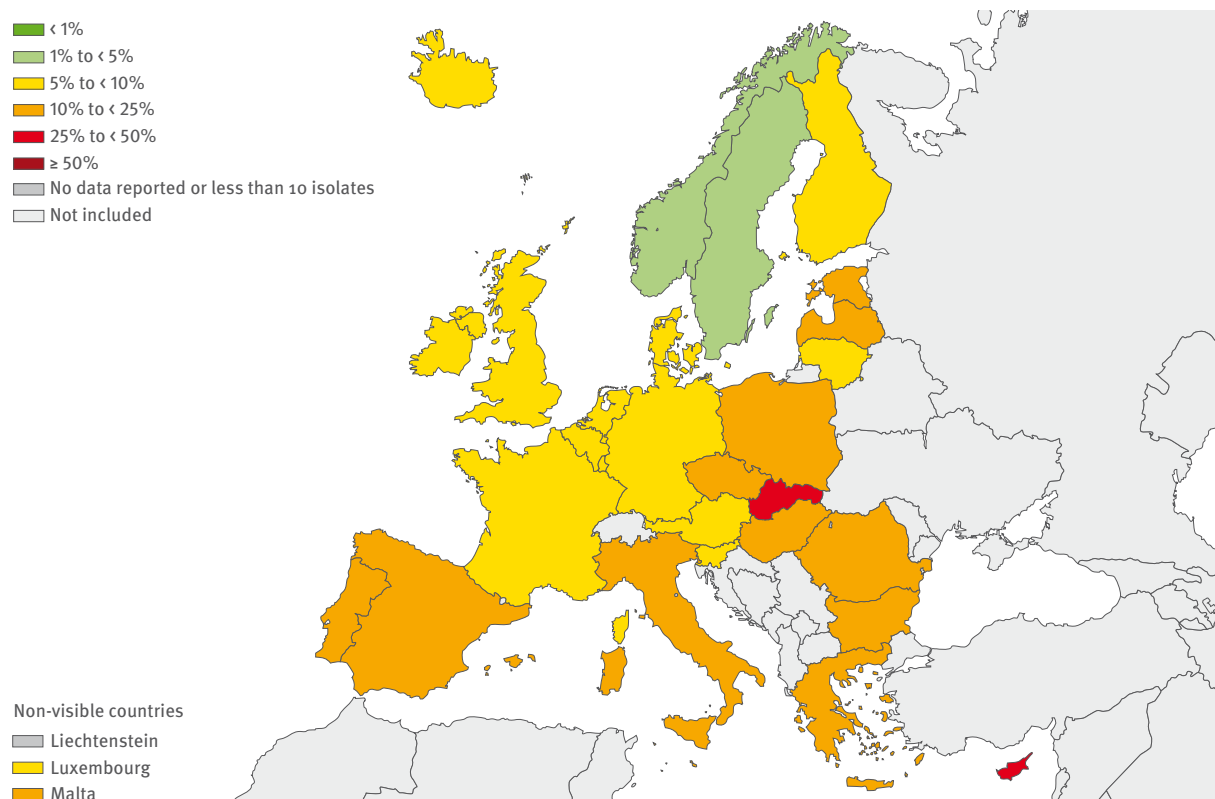 < 1%
1% to < 5%
5% to < 10%
10% to < 25%
25% to < 50%
≥ 50%
No data reported or less than 10 isolates
Not included
Non-visible countries
Liechtenstein
Luxembourg
Malta